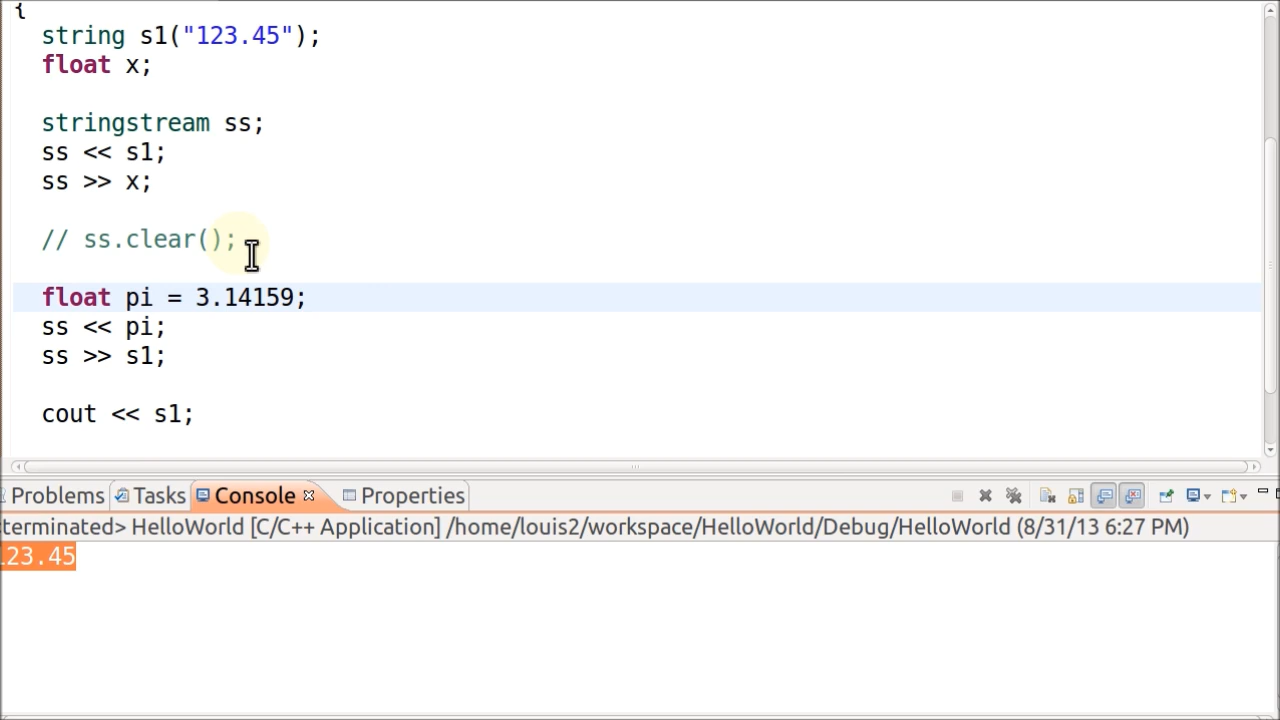 {
string s1("123.45");
float x;
stringstream ss;
ss << s1;
ss >> x;
// ss.clear();
float pi = 3.14159;
ss << pi;
ss >> s1;
cout << s1;
Problems Tasks Console Properties
terminated> HelloWorld [C/C++ Application] /home/louis2/workspace/HelloWorld/Debug/HelloWorld (8/31/13 6:27 PM)
123.45